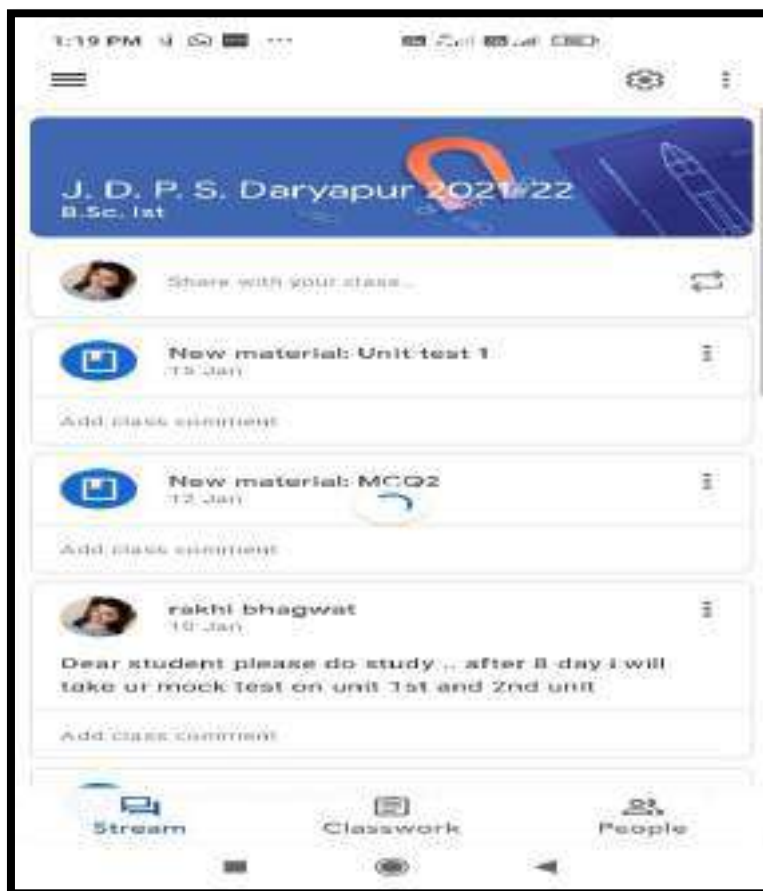 1:19 PM
J. D. P. S. Daryapur 2021-22
B.Sc. Ist
Share with your class...
New material: Unit test 1
15 Jan
Add class comment
New material: MCQ2
12 Jan
Add class comment
rakhi bhagwat
10 Jan
Dear student please do study .. after 8 day i will
take ur mock test on unit 1st and 2nd unit
Add class comment
Stream Classwork People